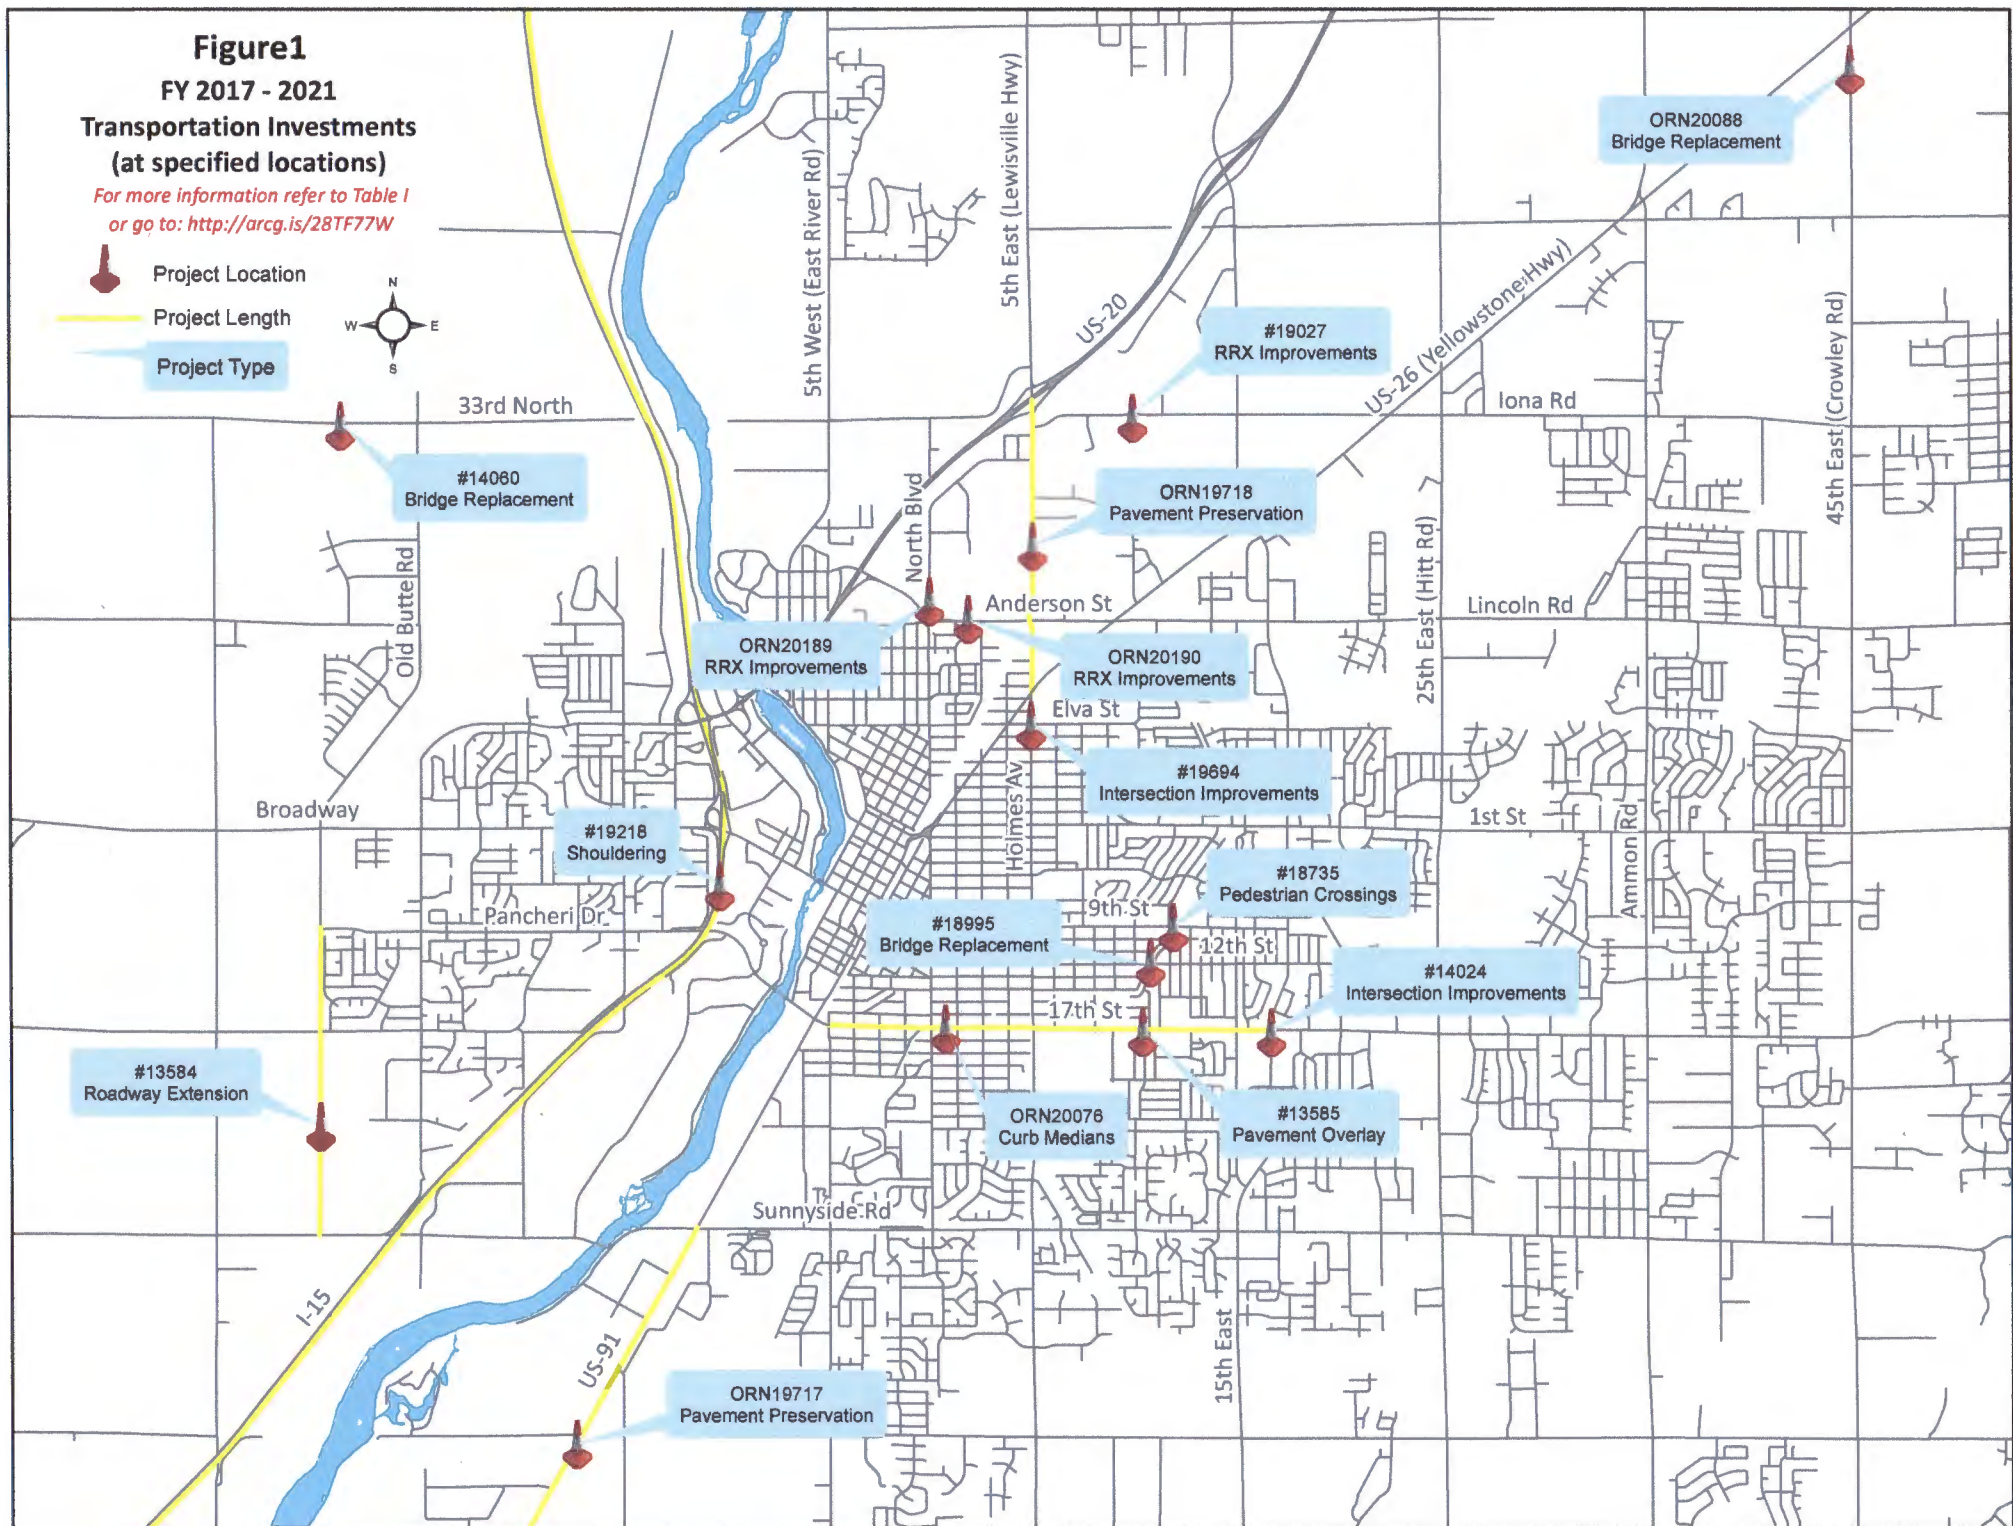 Figure1
FY 2017 - 2021
Transportation Investments
(at specified locations)
For more information refer to Table I
or go to: http://arcg.is/28TF77W
Project Location
Project Length
Project Type
N
W
E
S
5th West (East River Rd)
5th East (Lewisville Hwy)
US-20
US-26 (Yellowstone Hwy)
ORN20088
Bridge Replacement
#19027
RRX Improvements
33rd North
Iona Rd
45th East (Crowley Rd)
#14060
Bridge Replacement
North Blvd
ORN19718
Pavement Preservation
25th East (Hitt Rd)
Old Butte Rd
Anderson St
Lincoln Rd
ORN20189
RRX Improvements
ORN20190
RRX Improvements
Elva St
#19694
Intersection Improvements
Holmes Av
Broadway
1st St
Ammon Rd
#19218
Shouldering
#18735
Pedestrian Crossings
Pancheri Dr
9th St
#18995
Bridge Replacement
12th St
#14024
Intersection Improvements
17th St
#13584
Roadway Extension
ORN20076
Curb Medians
#13585
Pavement Overlay
Sunnyside Rd
I-15
US-91
15th East
ORN19717
Pavement Preservation